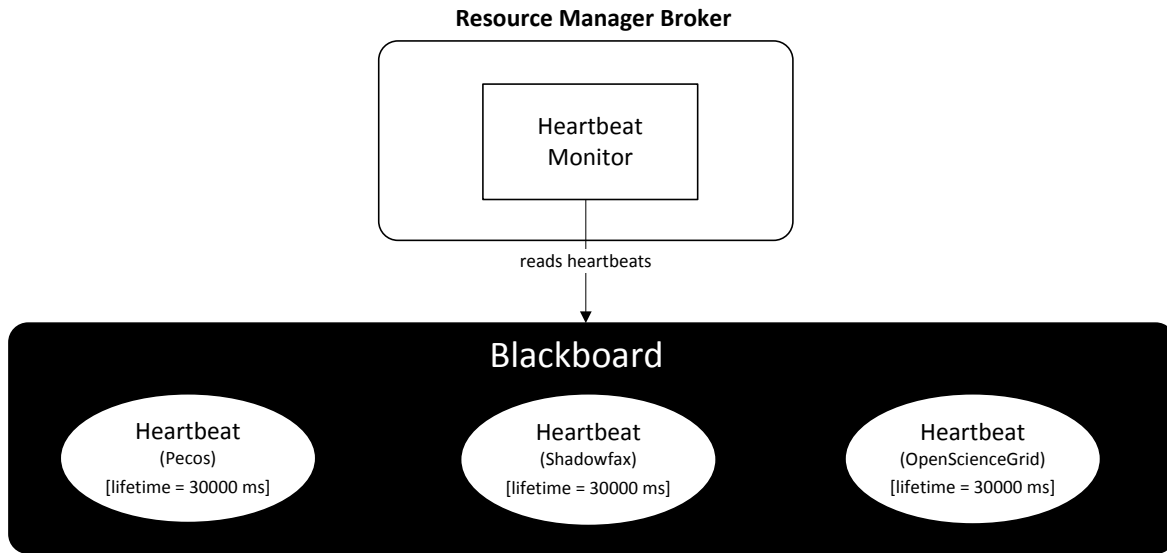 Resource Manager Broker
Heartbeat
Monitor
reads heartbeats
Blackboard
Heartbeat
(Pecos)
[lifetime = 30000 ms]
Heartbeat
(Shadowfax)
[lifetime = 30000 ms]
Heartbeat
(OpenScienceGrid)
[lifetime = 30000 ms]